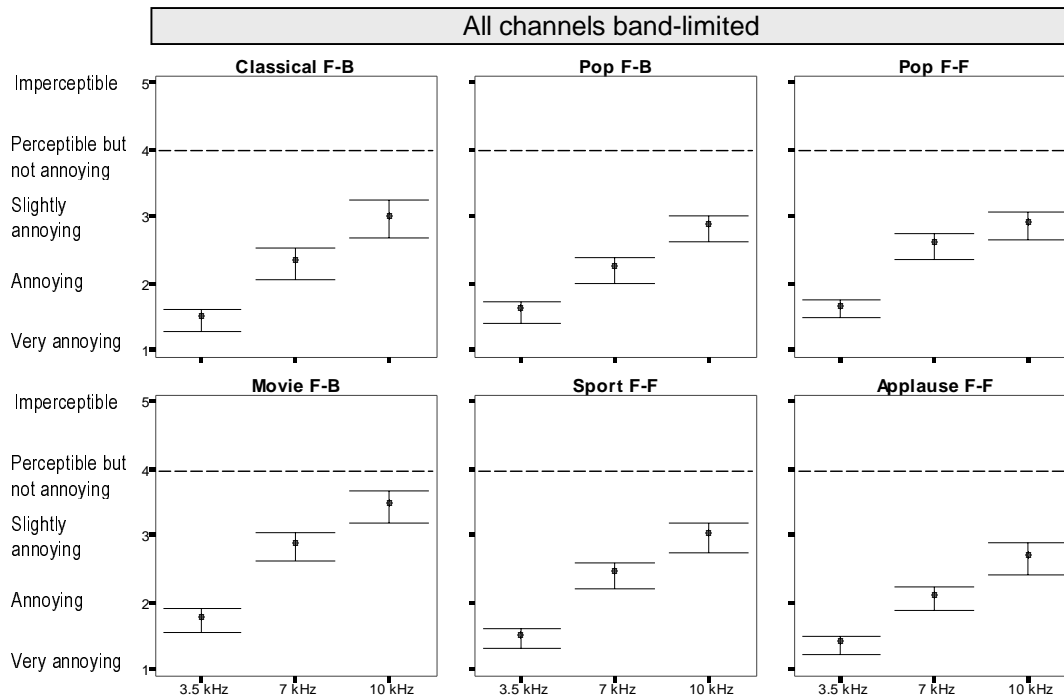 All channels band-limited
Classical F-B
Pop F-B
Pop F-F
Imperceptible
5
Perceptible but
not annoying
4
Slightly
annoying
3
Annoying
2
Very annoying
1
Movie F-B
Sport F-F
Applause F-F
Imperceptible
5
Perceptible but
not annoying
4
Slightly
annoying
3
Annoying
2
Very annoying
1
3.5 kHz
7 kHz
10 kHz
3.5 kHz
7 kHz
10 kHz
3.5 kHz
7 kHz
10 kHz